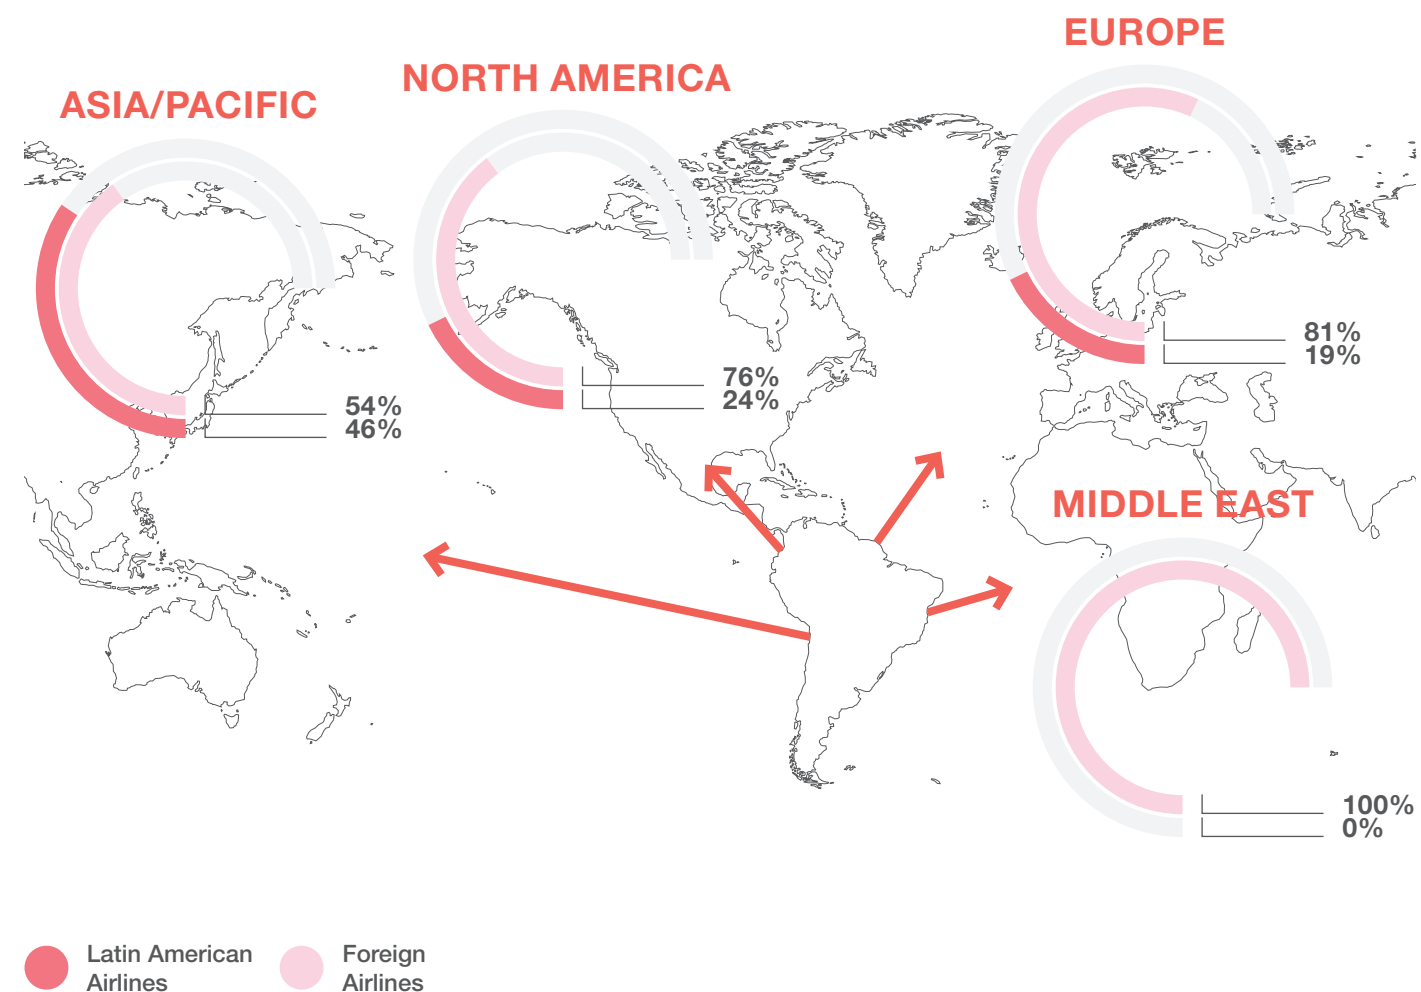 EUROPE
NORTH AMERICA
ASIA/PACIFIC
81%
19%
76%
24%
54%
46%
MIDDLE EAST
100%
0%
Latin American
Airlines
Foreign
Airlines